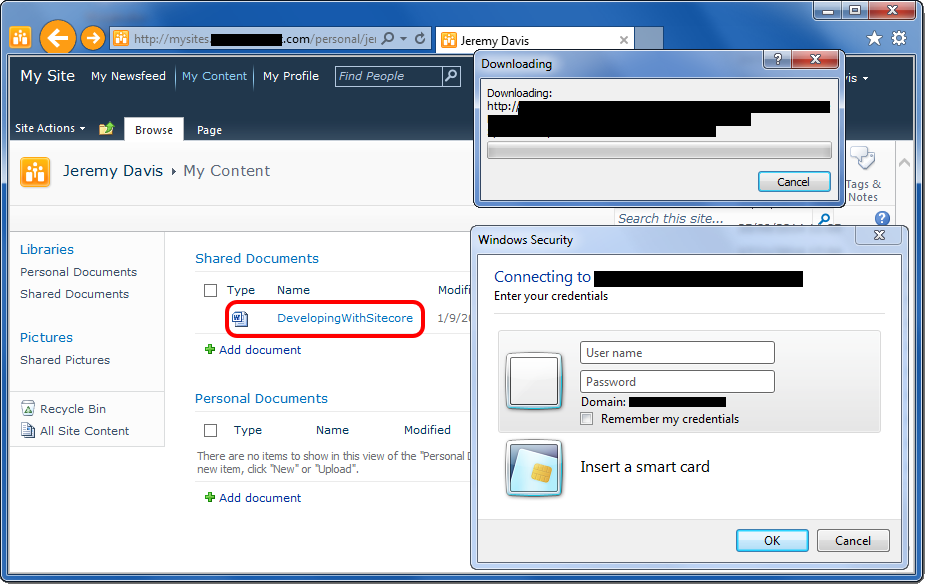 http://mysites.
.com/personal/je
Jeremy Davis
My Site
My Newsfeed
My Content
My Profile
Find People
vis
Site Actions
Browse
Page
Jeremy Davis
My Content
Tags &
Notes
Search this site...
Libraries
Personal Documents
Shared Documents
Pictures
Shared Pictures
Recycle Bin
All Site Content
Shared Documents
Type
Name
Modifi
DevelopingWithSitecore
1/9/20
Add document
Personal Documents
Type
Name
Modified
There are no items to show in this view of the "Personal D
new item, click "New" or "Upload".
Add document
Downloading
Downloading:
http://
Cancel
Windows Security
Connecting to
Enter your credentials
User name
Password
Domain:
Remember my credentials
Insert a smart card
OK
Cancel